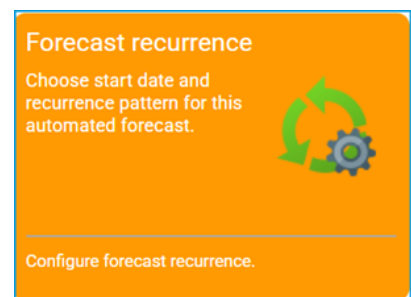 Forecast recurrence
Choose start date and
recurrence pattern for this
automated forecast.
Configure forecast recurrence.